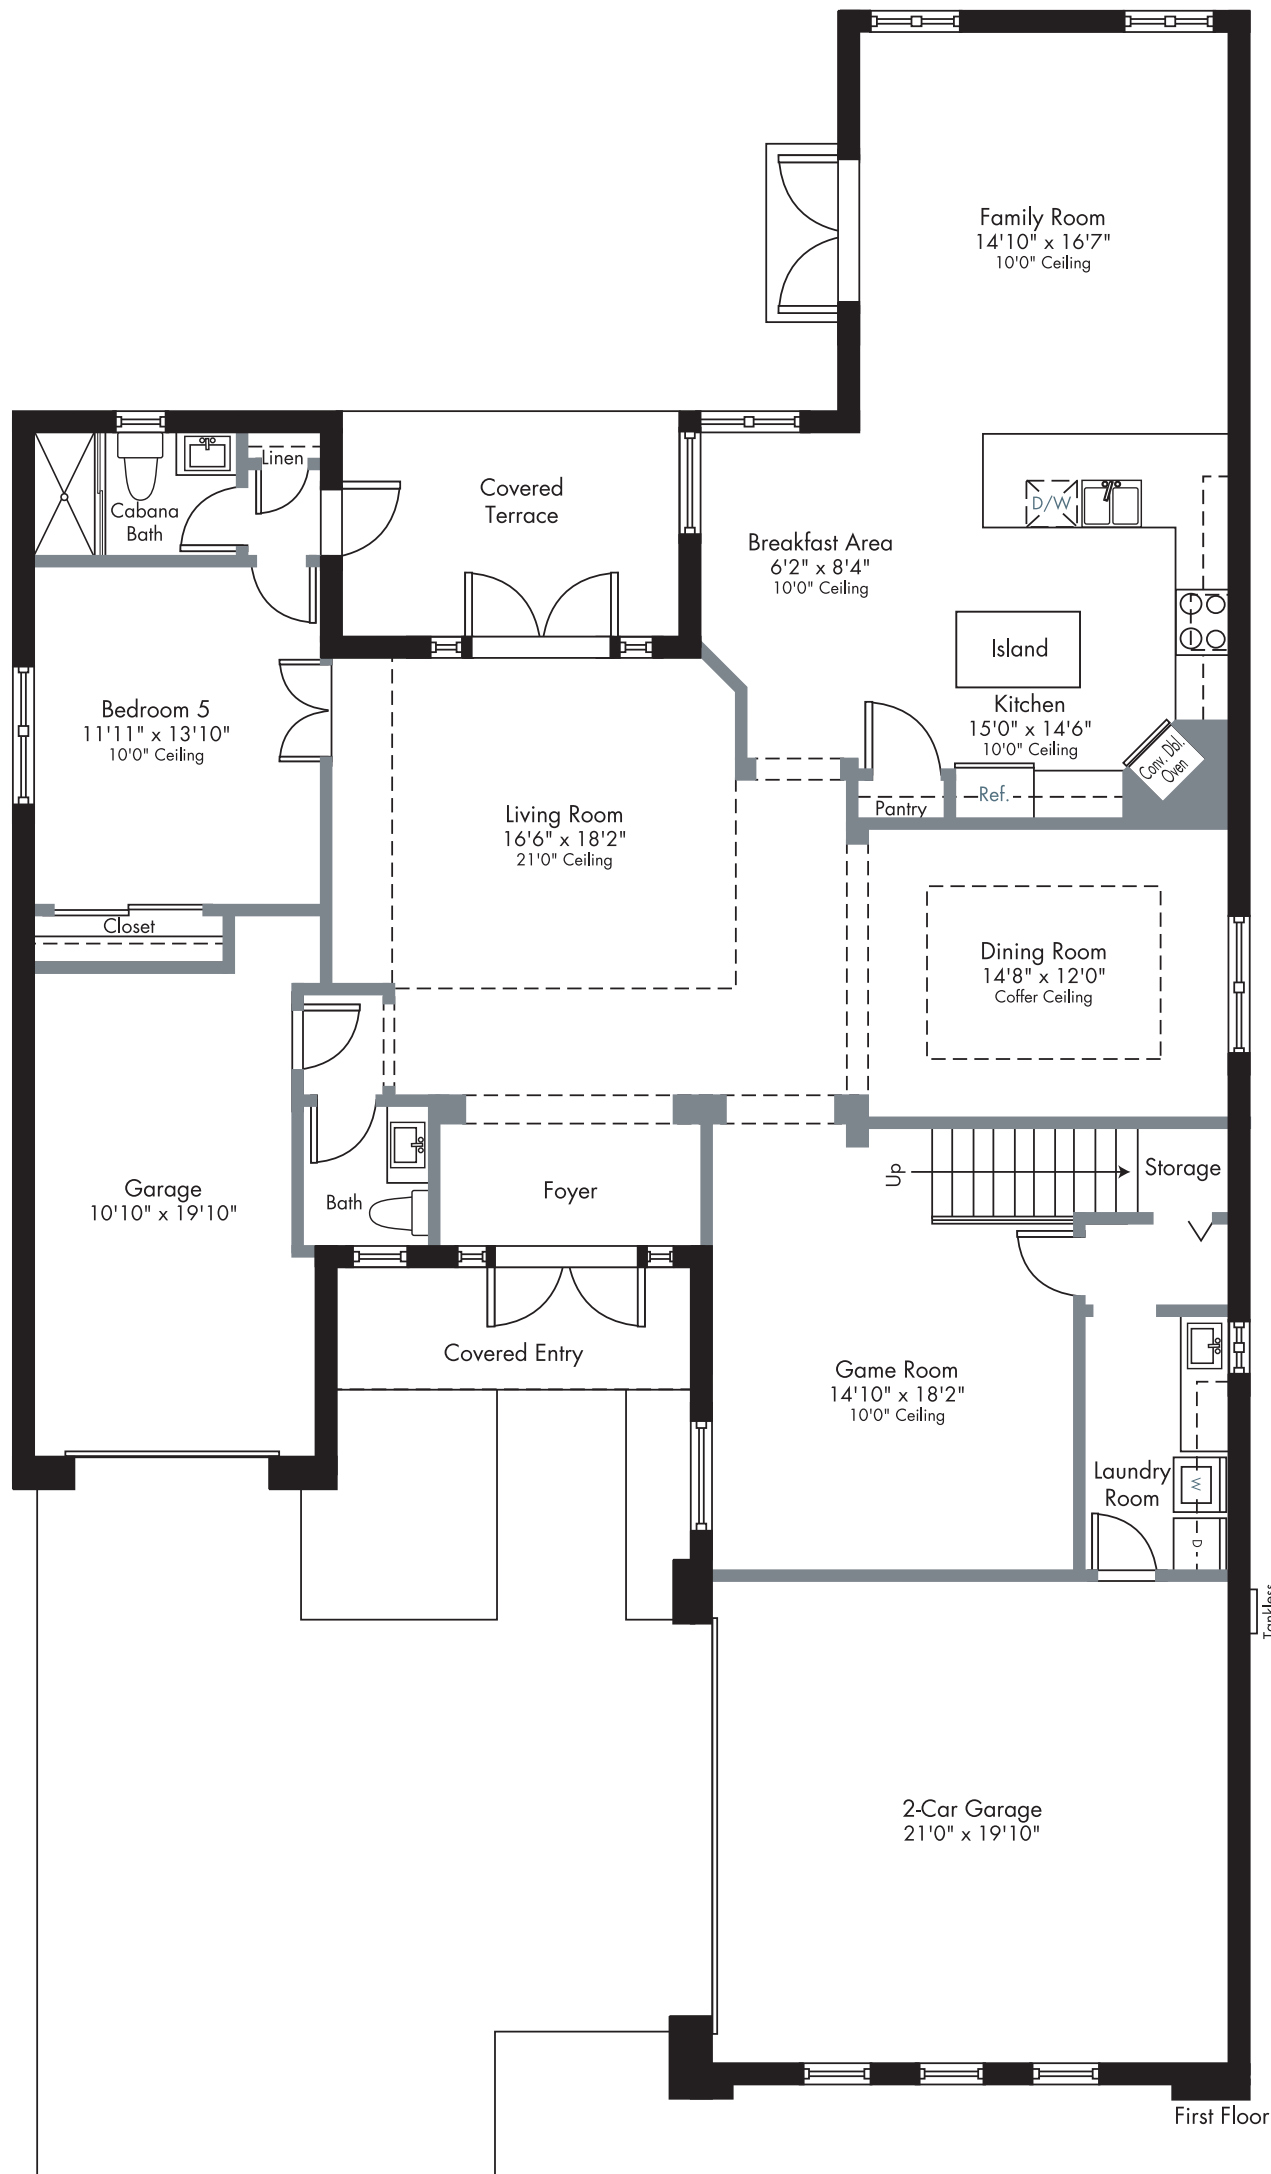 Family Room
14'10" x 16'7"
10'0" Ceiling
Linen
Cabana
Bath
Covered
Terrace
D/W
Breakfast Area
6'2" x 8'4"
10'0" Ceiling
Island
Kitchen
15'0" x 14'6"
10'0" Ceiling
Conv. Dbl.
Oven
Bedroom 5
11'11" x 13'10"
10'0" Ceiling
Pantry
Ref.
Living Room
16'6" x 18'2"
21'0" Ceiling
Closet
Dining Room
14'8" x 12'0"
Coffer Ceiling
Up
Storage
Garage
10'10" x 19'10"
Bath
Foyer
Covered Entry
Game Room
14'10" x 18'2"
10'0" Ceiling
Laundry
Room
W
D
Tankless
2-Car Garage
21'0" x 19'10"
First Floor